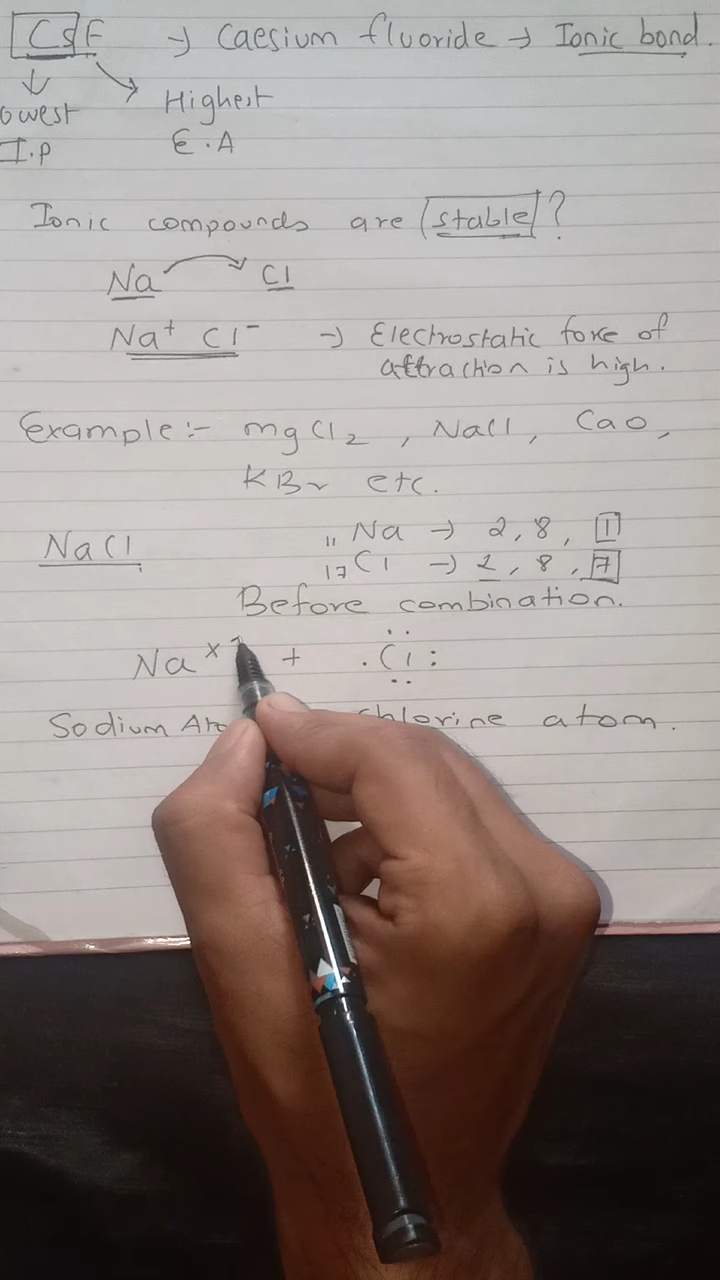 CsF → Caesium fluoride → Ionic bond.
↓ ↘
owest Highest
I.P E.A
Ionic compounds are stable?
Na Cl
Na⁺ Cl⁻ → Electrostatic force of
attraction is high.
Example:- mgCl₂, NaCl, CaO,
KBr etc.
NaCl ₁₁Na → 2, 8, 1
₁₇Cl → 2, 8, 7
Before combination.
Na ˣ + .Cl:
Sodium Ato chlorine atom.